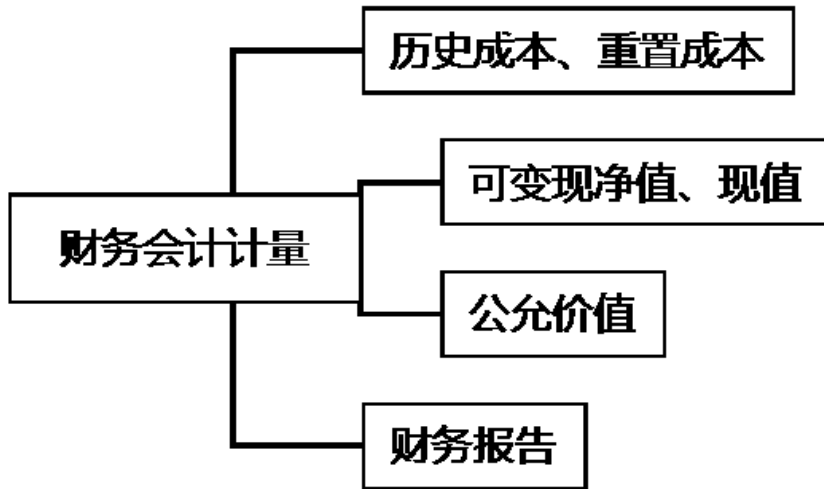 历史成本、重置成本
可变现净值、现值
财务会计计量
公允价值
财务报告